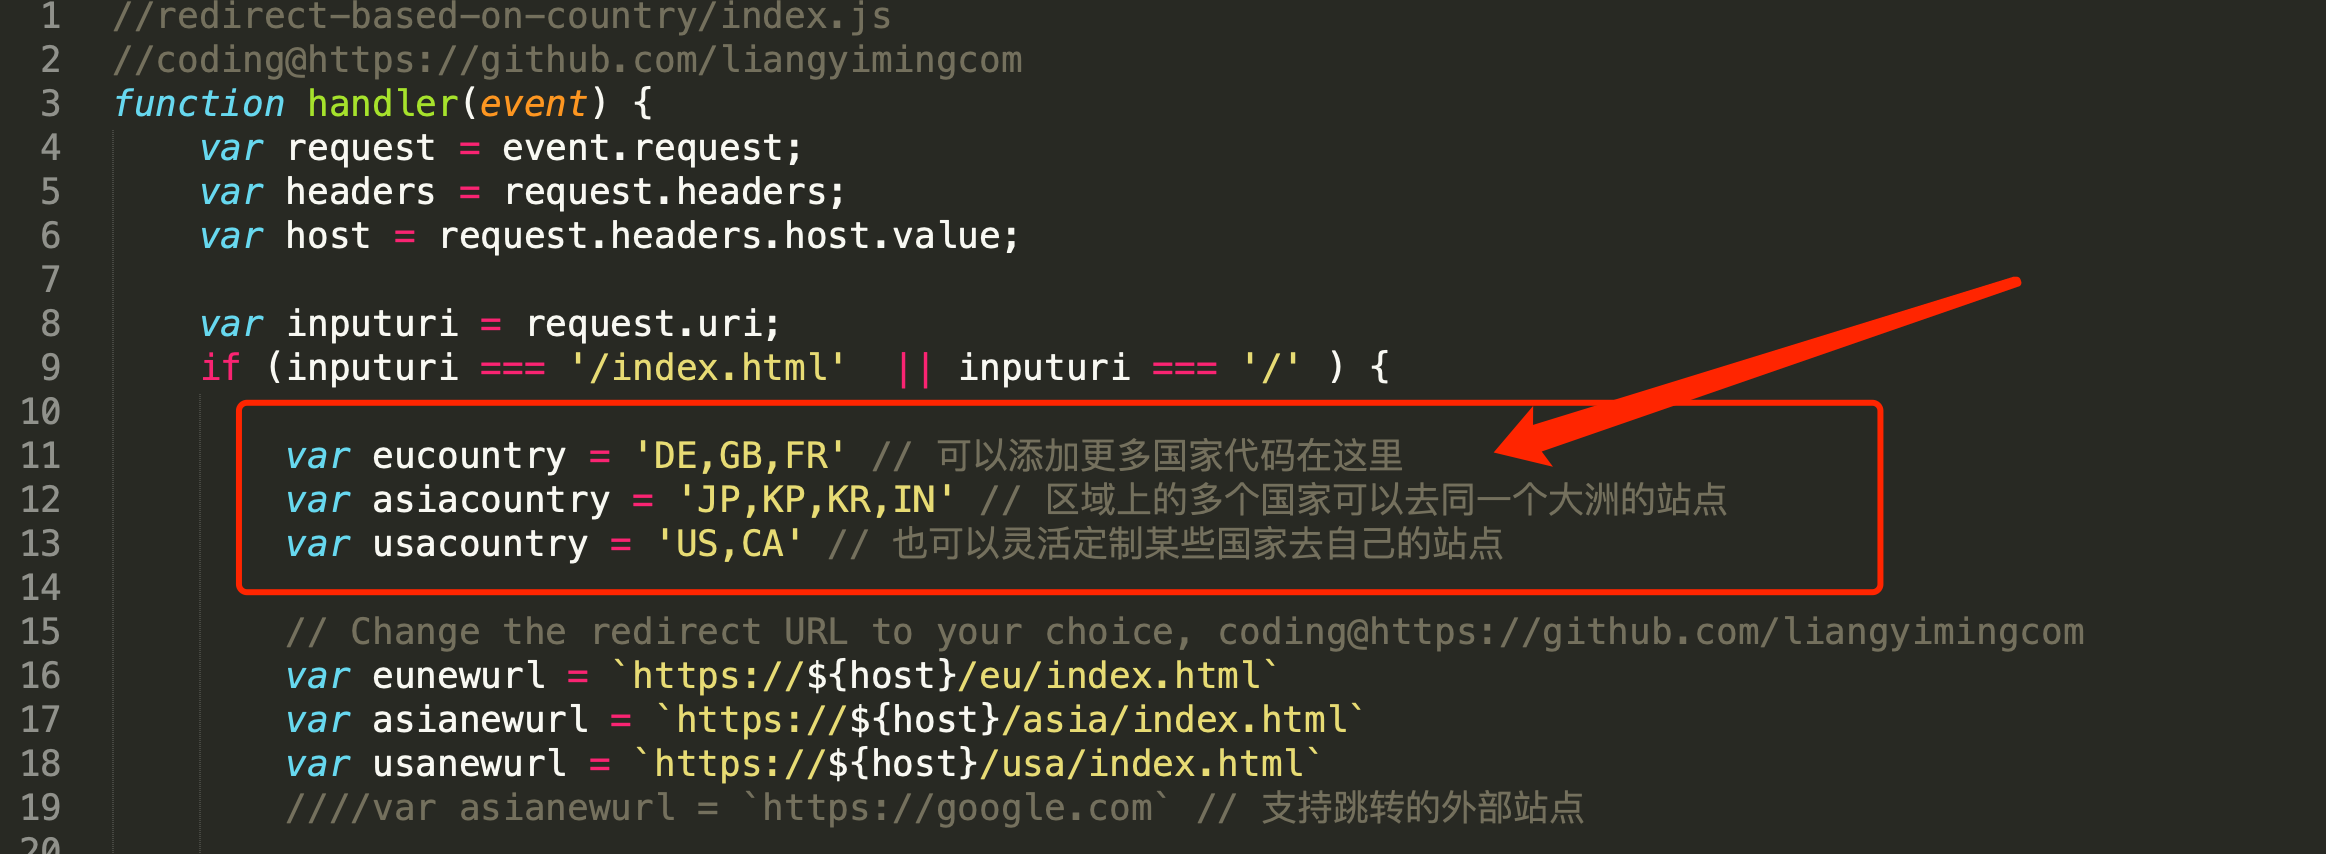 1 //redirect-based-on-country/index.js
2 //coding@https://github.com/liangyimingcom
3 function handler(event) {
4 var request = event.request;
5 var headers = request.headers;
6 var host = request.headers.host.value;
7
8 var inputuri = request.uri;
9 if (inputuri === '/index.html'  || inputuri === '/' ) {
10
11 var eucountry = 'DE,GB,FR' // 可以添加更多国家代码在这里
12 var asiacountry = 'JP,KP,KR,IN' // 区域上的多个国家可以去同一个大洲的站点
13 var usacountry = 'US,CA' // 也可以灵活定制某些国家去自己的站点
14
15 // Change the redirect URL to your choice, coding@https://github.com/liangyimingcom
16 var eunewurl = `https://${host}/eu/index.html`
17 var asianewurl = `https://${host}/asia/index.html`
18 var usanewurl = `https://${host}/usa/index.html`
19 ////var asianewurl = `https://google.com` // 支持跳转的外部站点
20